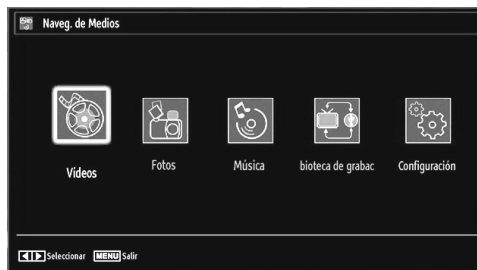 Naveg. de Medios
Vídeos Fotos Música bioteca de grabac Configuración
Seleccionar MENU Salir